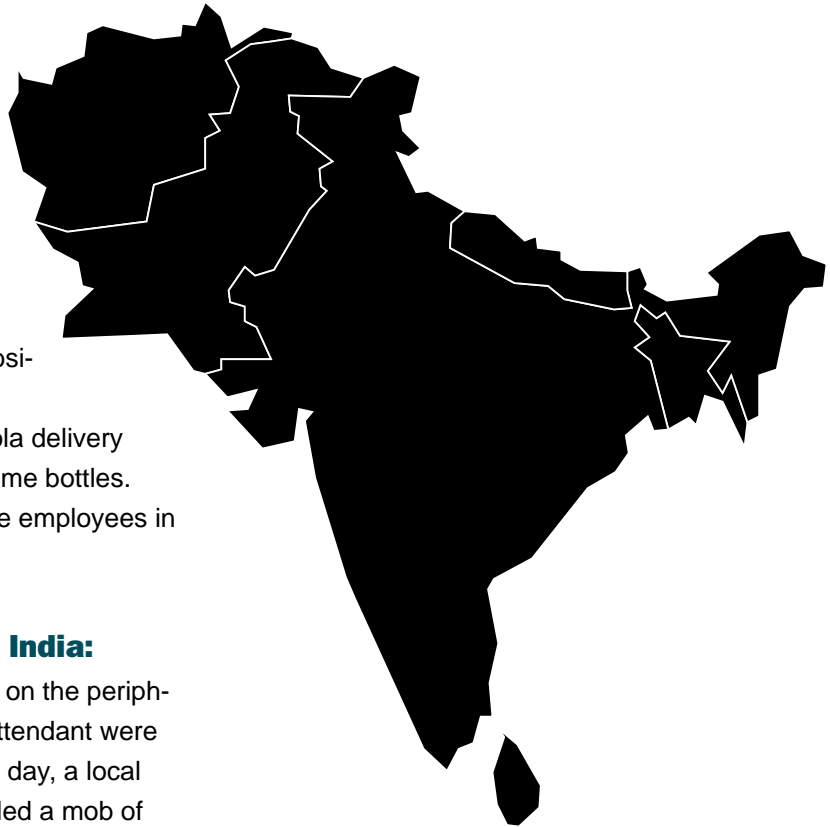 osi-
ola delivery
me bottles.
e employees in
India:
on the periph-
ttendant were
day, a local
led a mob of